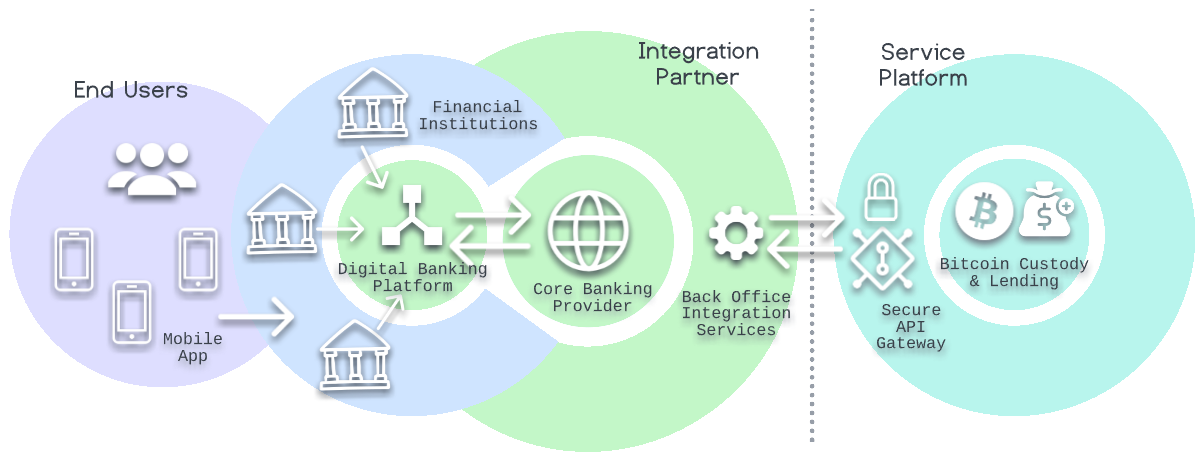 End Users
Mobile
App
Financial
Institutions
Digital Banking
Platform
Integration
Partner
Core Banking
Provider
Back Office
Integration
Services
Service
Platform
Secure
API
Gateway
Bitcoin Custody
& Lending